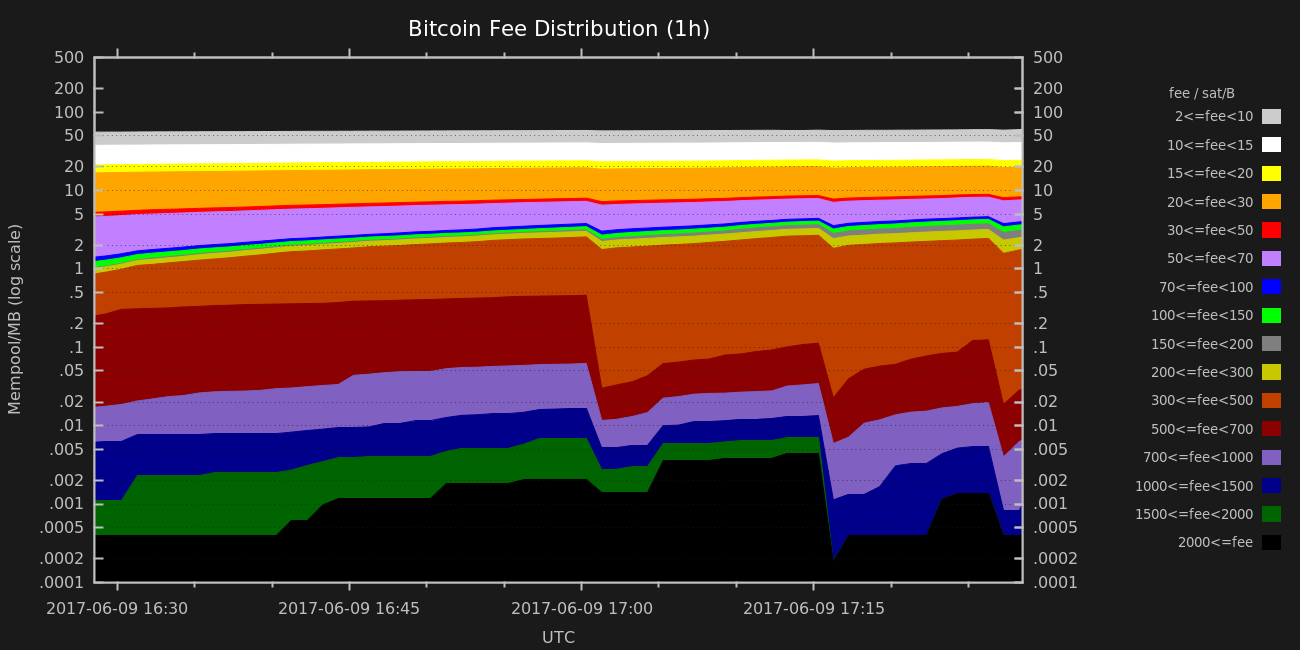 Bitcoin Fee Distribution (1h)
500
200
100
50
20
10
5
2
1
.5
.2
.1
.05
.02
.01
.005
.002
.001
.0005
.0002
.0001
Mempool/MB (log scale)
500
200
100
50
20
10
5
2
1
.5
.2
.1
.05
.02
.01
.005
.002
.001
.0005
.0002
.0001
2017-06-09 16:30
2017-06-09 16:45
2017-06-09 17:00
2017-06-09 17:15
UTC
fee / sat/B
2<=fee<10
10<=fee<15
15<=fee<20
20<=fee<30
30<=fee<50
50<=fee<70
70<=fee<100
100<=fee<150
150<=fee<200
200<=fee<300
300<=fee<500
500<=fee<700
700<=fee<1000
1000<=fee<1500
1500<=fee<2000
2000<=fee